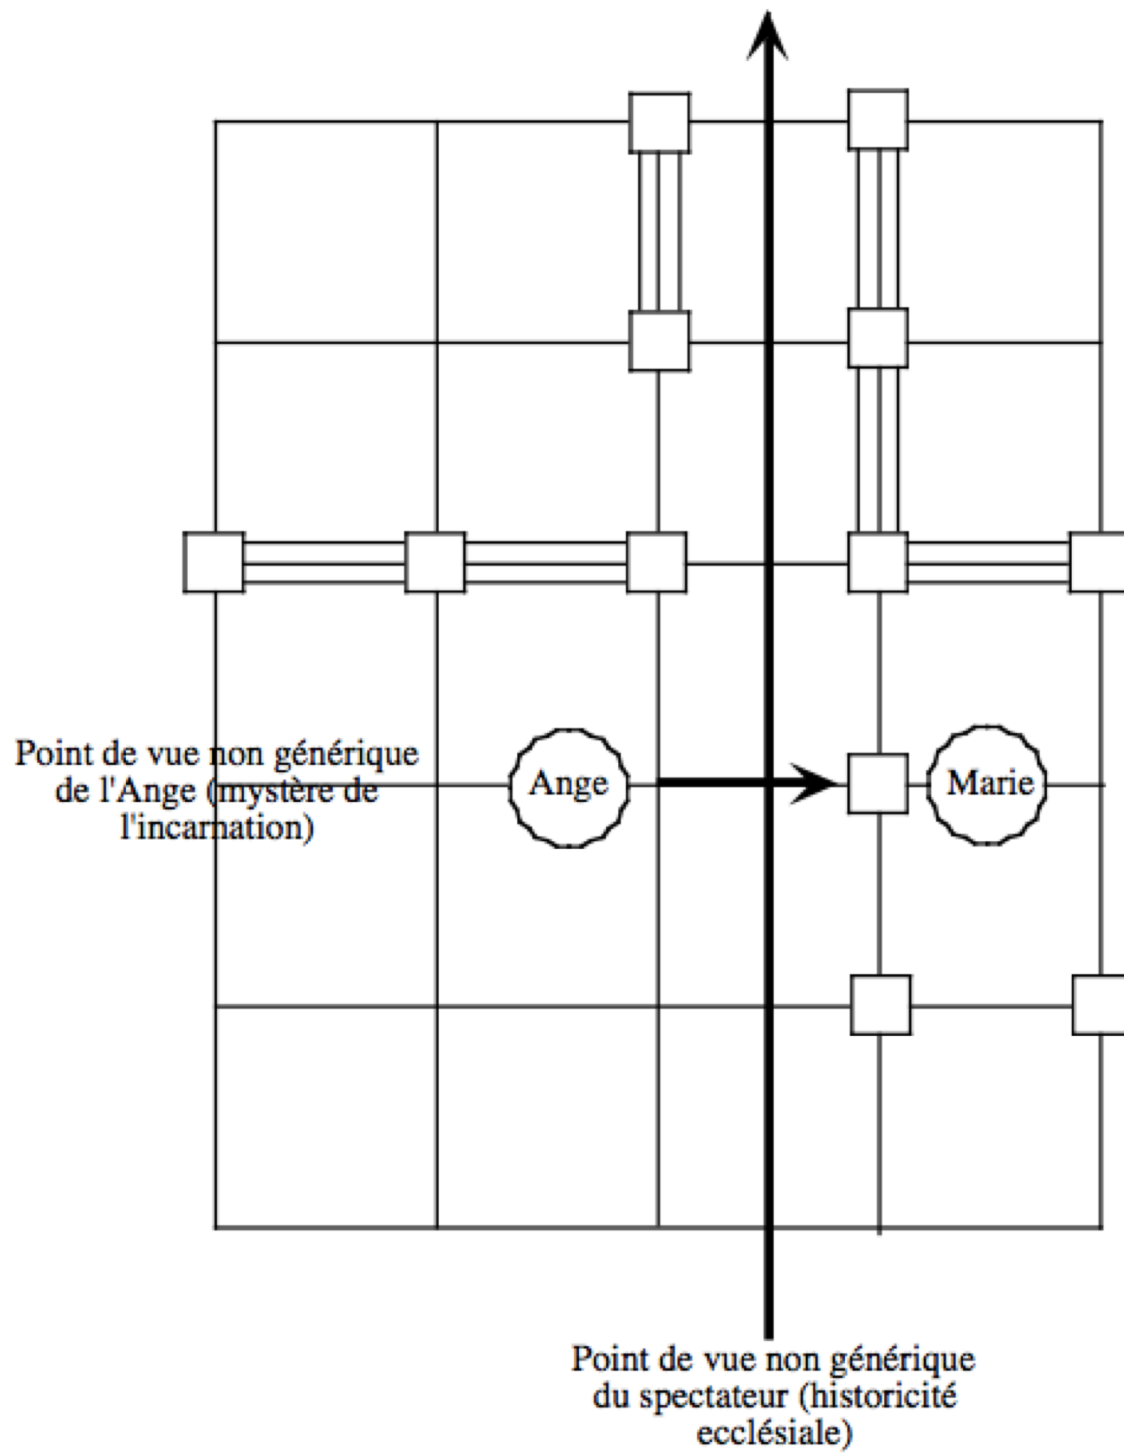 Point de vue non générique
de l'Ange (mystère de
l'incarnation)
Ange
Marie
Point de vue non générique
du spectateur (historicité
ecclésiale)